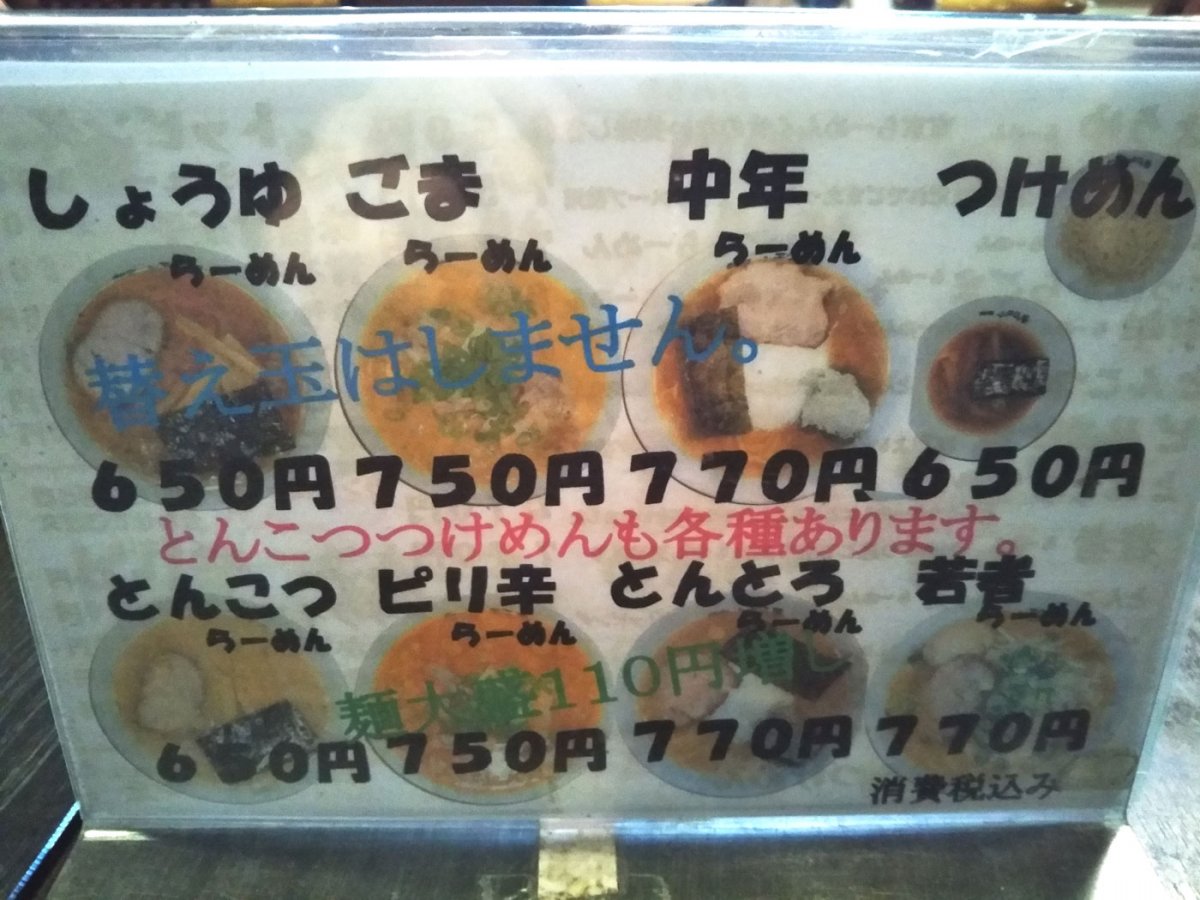 しょうゆ ごま 中年 つけめん
らーめん らーめん らーめん
替え玉はしません。
650円 750円 770円 650円
とんこつつけめんも各種あります。
とんこつ ピリ辛 とんとろ 若者
らーめん らーめん らーめん らーめん
麺大盛110円増し
650円 750円 770円 770円
消費税込み